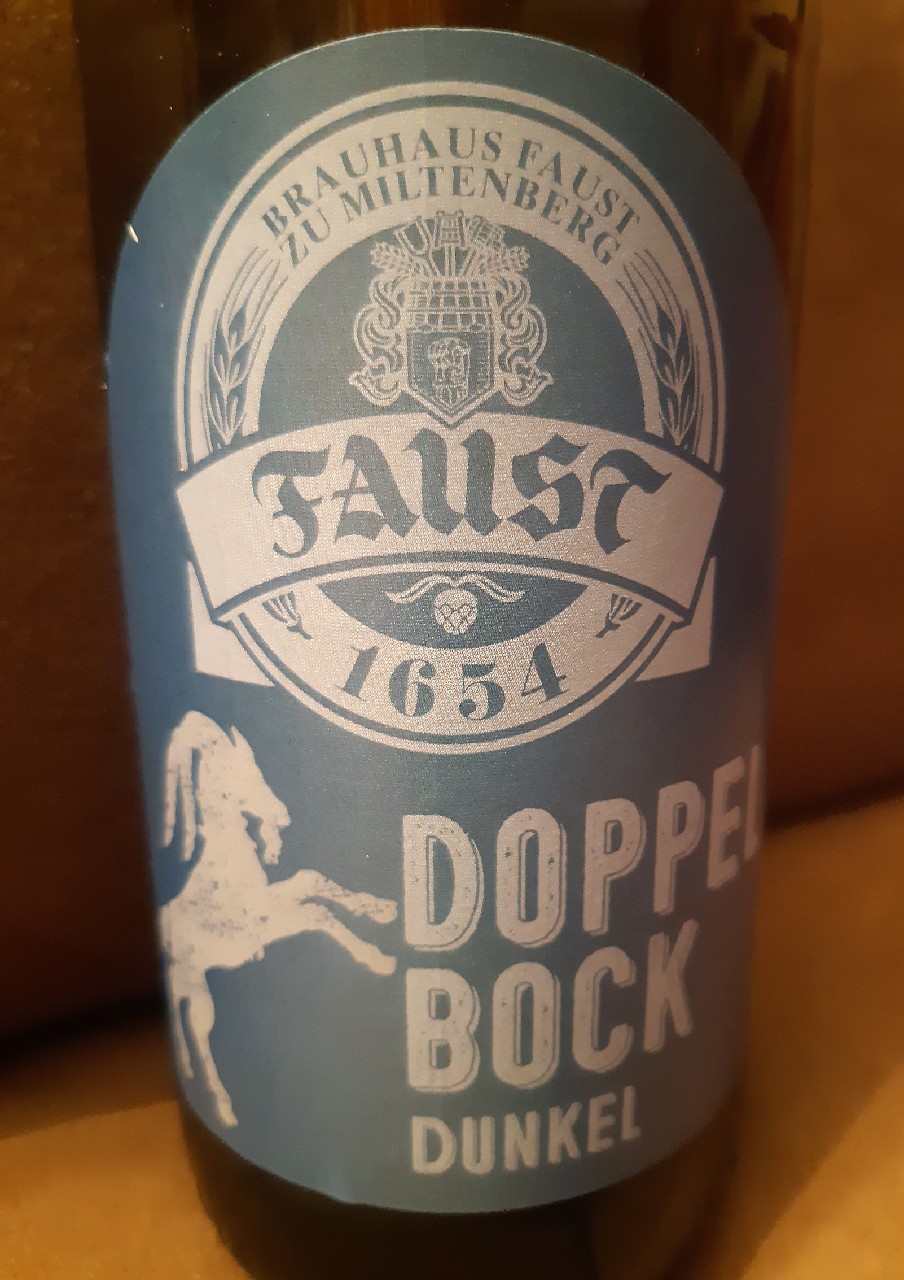 BRAUHAUS FAUST
ZU MILTENBERG
FAUST
1654
DOPPEL
BOCK
DUNKEL